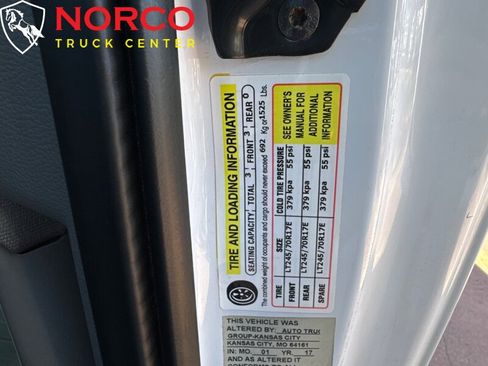 NORCO
TRUCK CENTER
TIRE AND LOADING INFORMATION
SEATING CAPACITY TOTAL 3 FRONT 3 REAR 0
The combined weight of occupants and cargo should never exceed 692 Kg or 1525 Lbs.
TIRE SIZE COLD TIRE PRESSURE
FRONT LT245/70R17E 379 kpa 55 psi
REAR LT245/70R17E 379 kpa 55 psi
SPARE LT245/70R17E 379 kpa 55 psi
SEE OWNER'S
MANUAL FOR
ADDITIONAL
INFORMATION
THIS VEHICLE WAS
ALTERED BY: AUTO TRUC
GROUP-KANSAS CITY
KANSAS CITY, MO 64161
IN: MO. 01 YR. 17
AND AS ALTERED IT